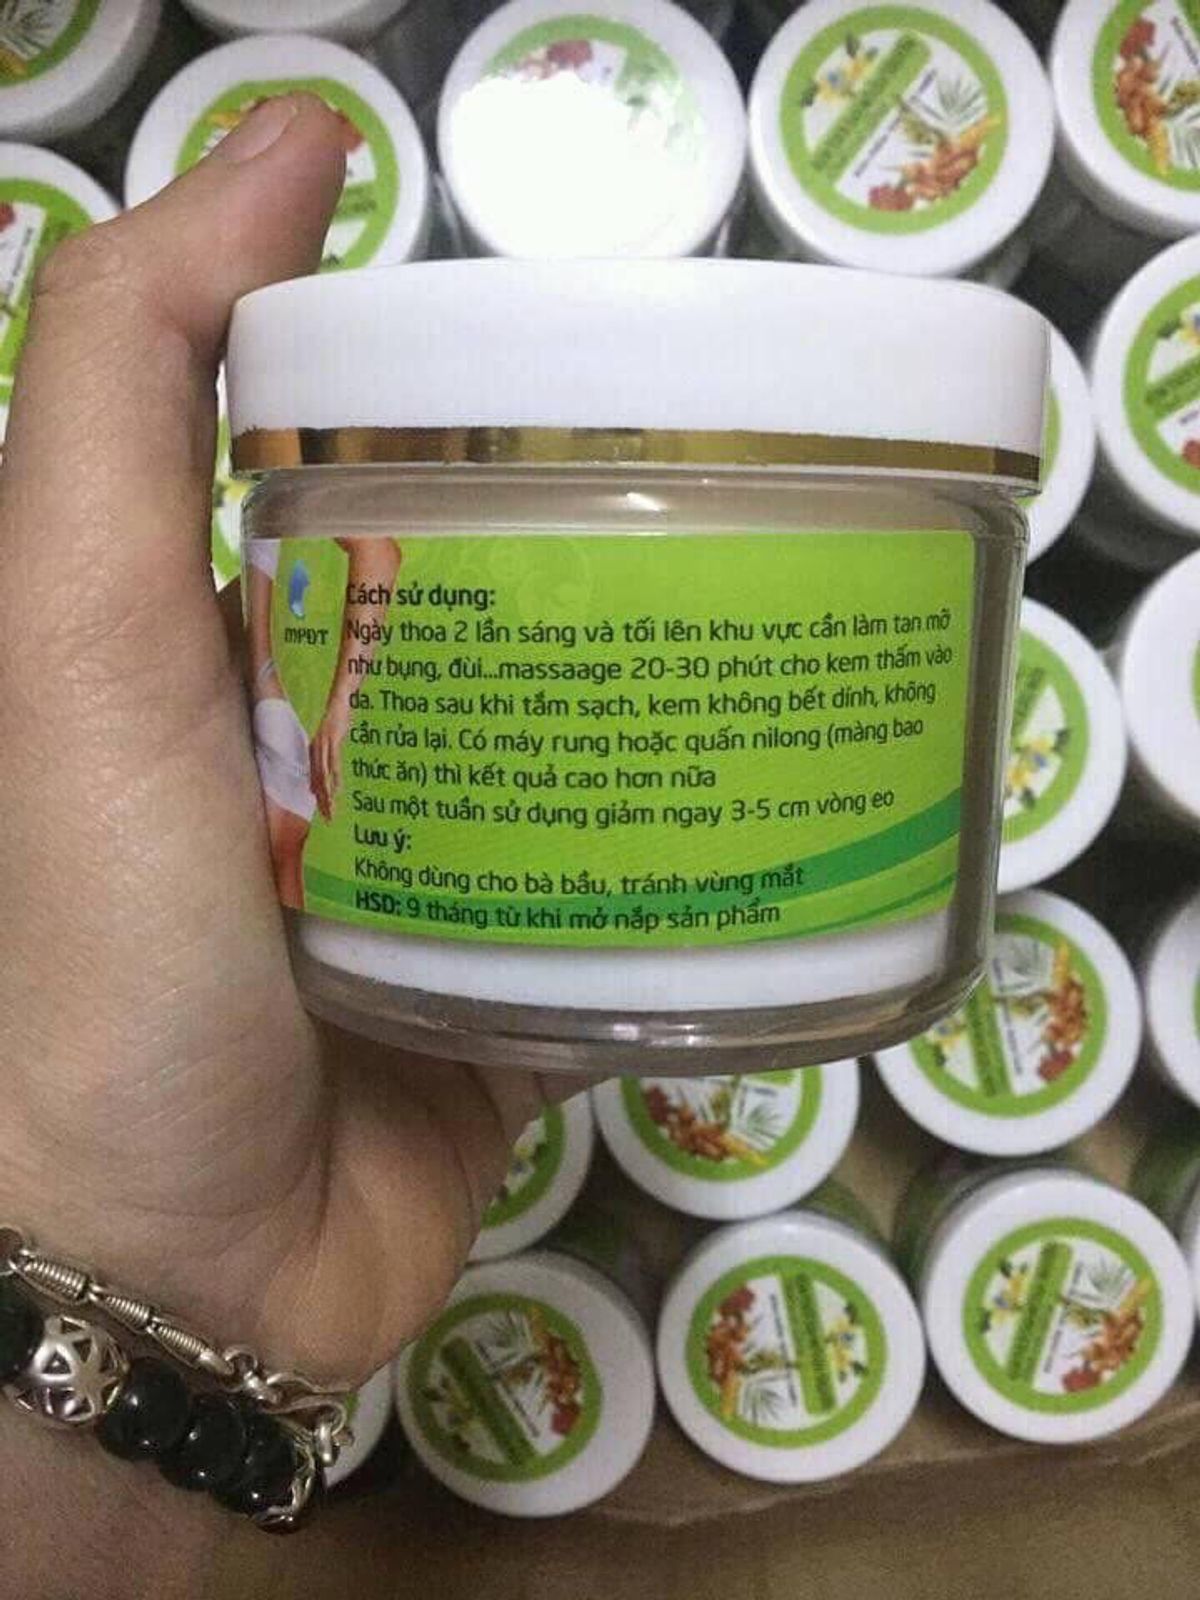 MPĐT
Cách sử dụng:
Ngày thoa 2 lần sáng và tối lên khu vực cần làm tan mỡ
như bụng, đùi...massaage 20-30 phút cho kem thấm vào
da. Thoa sau khi tắm sạch, kem không bết dính, không
cần rửa lại. Có máy rung hoặc quấn nilong (màng bao
thức ăn) thì kết quả cao hơn nữa
Sau một tuần sử dụng giảm ngay 3-5 cm vòng eo
Lưu ý:
Không dùng cho bà bầu, tránh vùng mắt
HSD: 9 tháng từ khi mở nắp sản phẩm